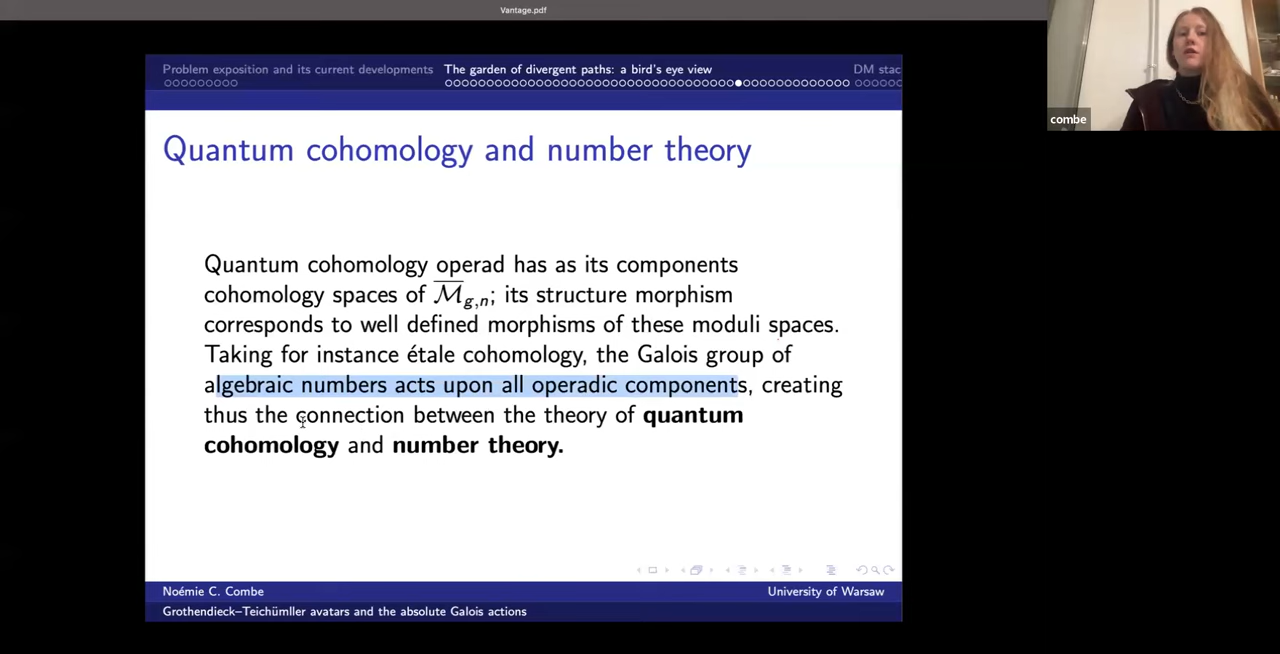 Vantage.pdf
combe
Problem exposition and its current developments The garden of divergent paths: a bird's eye view DM stac
Quantum cohomology and number theory
Quantum cohomology operad has as its components
cohomology spaces of M̅g,n; its structure morphism
corresponds to well defined morphisms of these moduli spaces.
Taking for instance étale cohomology, the Galois group of
algebraic numbers acts upon all operadic components, creating
thus the connection between the theory of quantum
cohomology and number theory.
Noémie C. Combe University of Warsaw
Grothendieck–Teichümller avatars and the absolute Galois actions